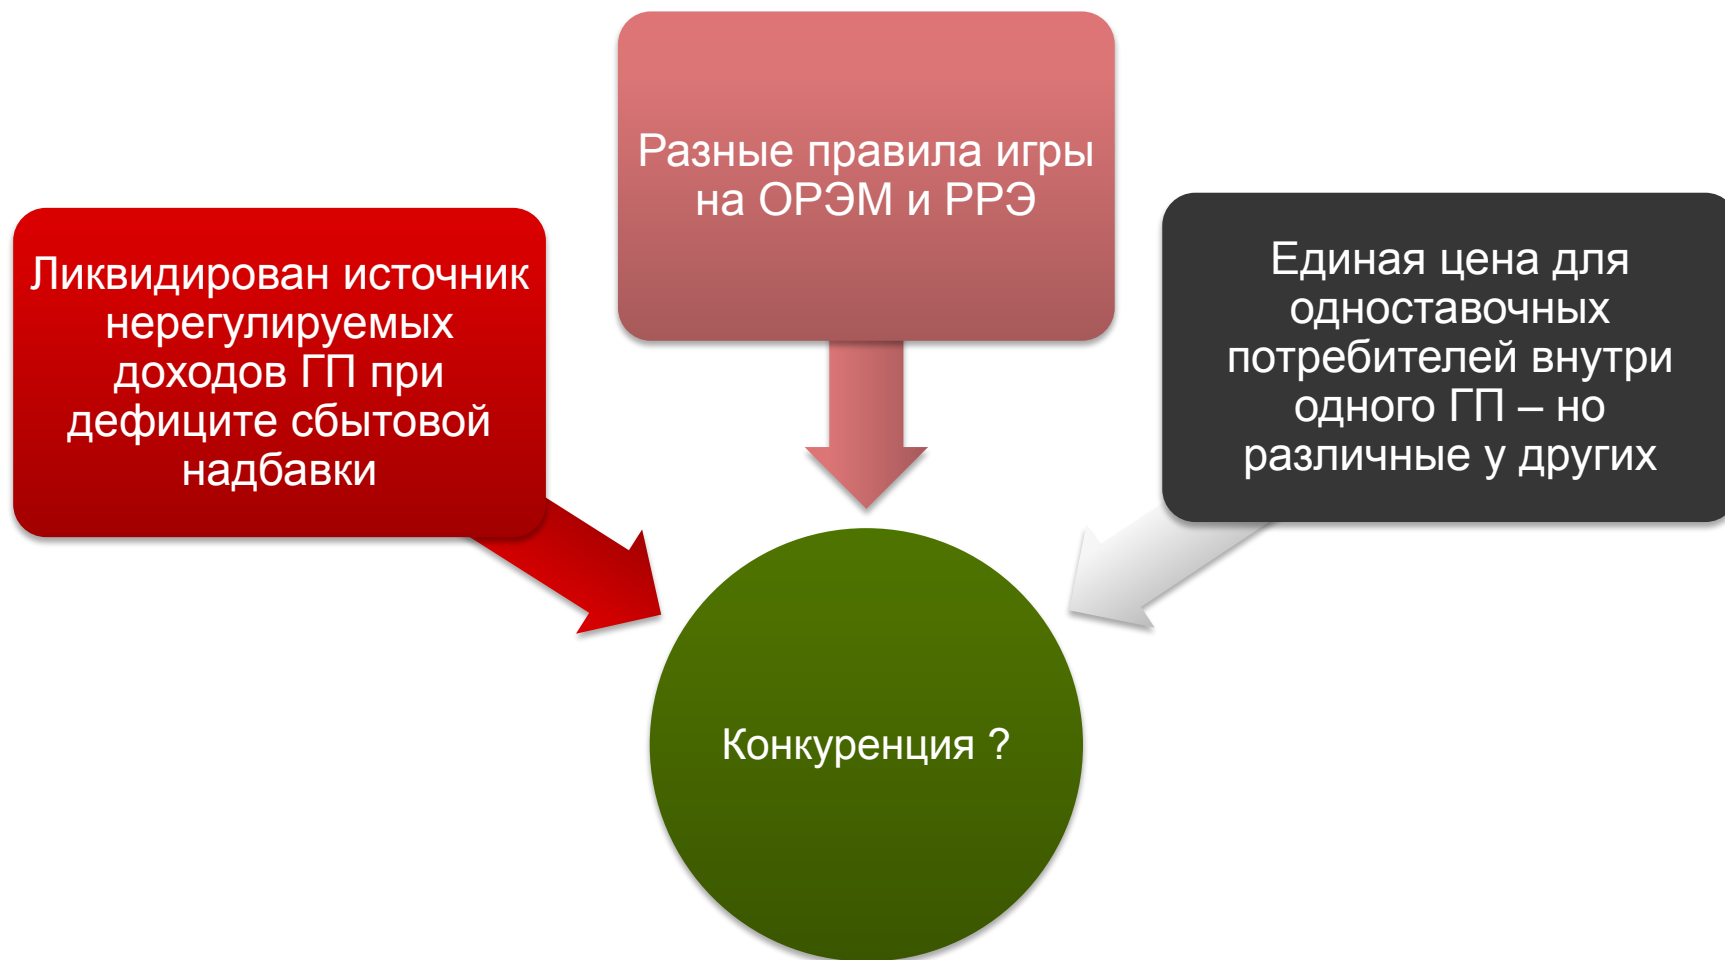 Разные правила игры
на ОРЭМ и РРЭ
Ликвидирован источник
нерегулируемых
доходов ГП при
дефиците сбытовой
надбавки
Единая цена для
одноставочных
потребителей внутри
одного ГП – но
различные у других
Конкуренция ?